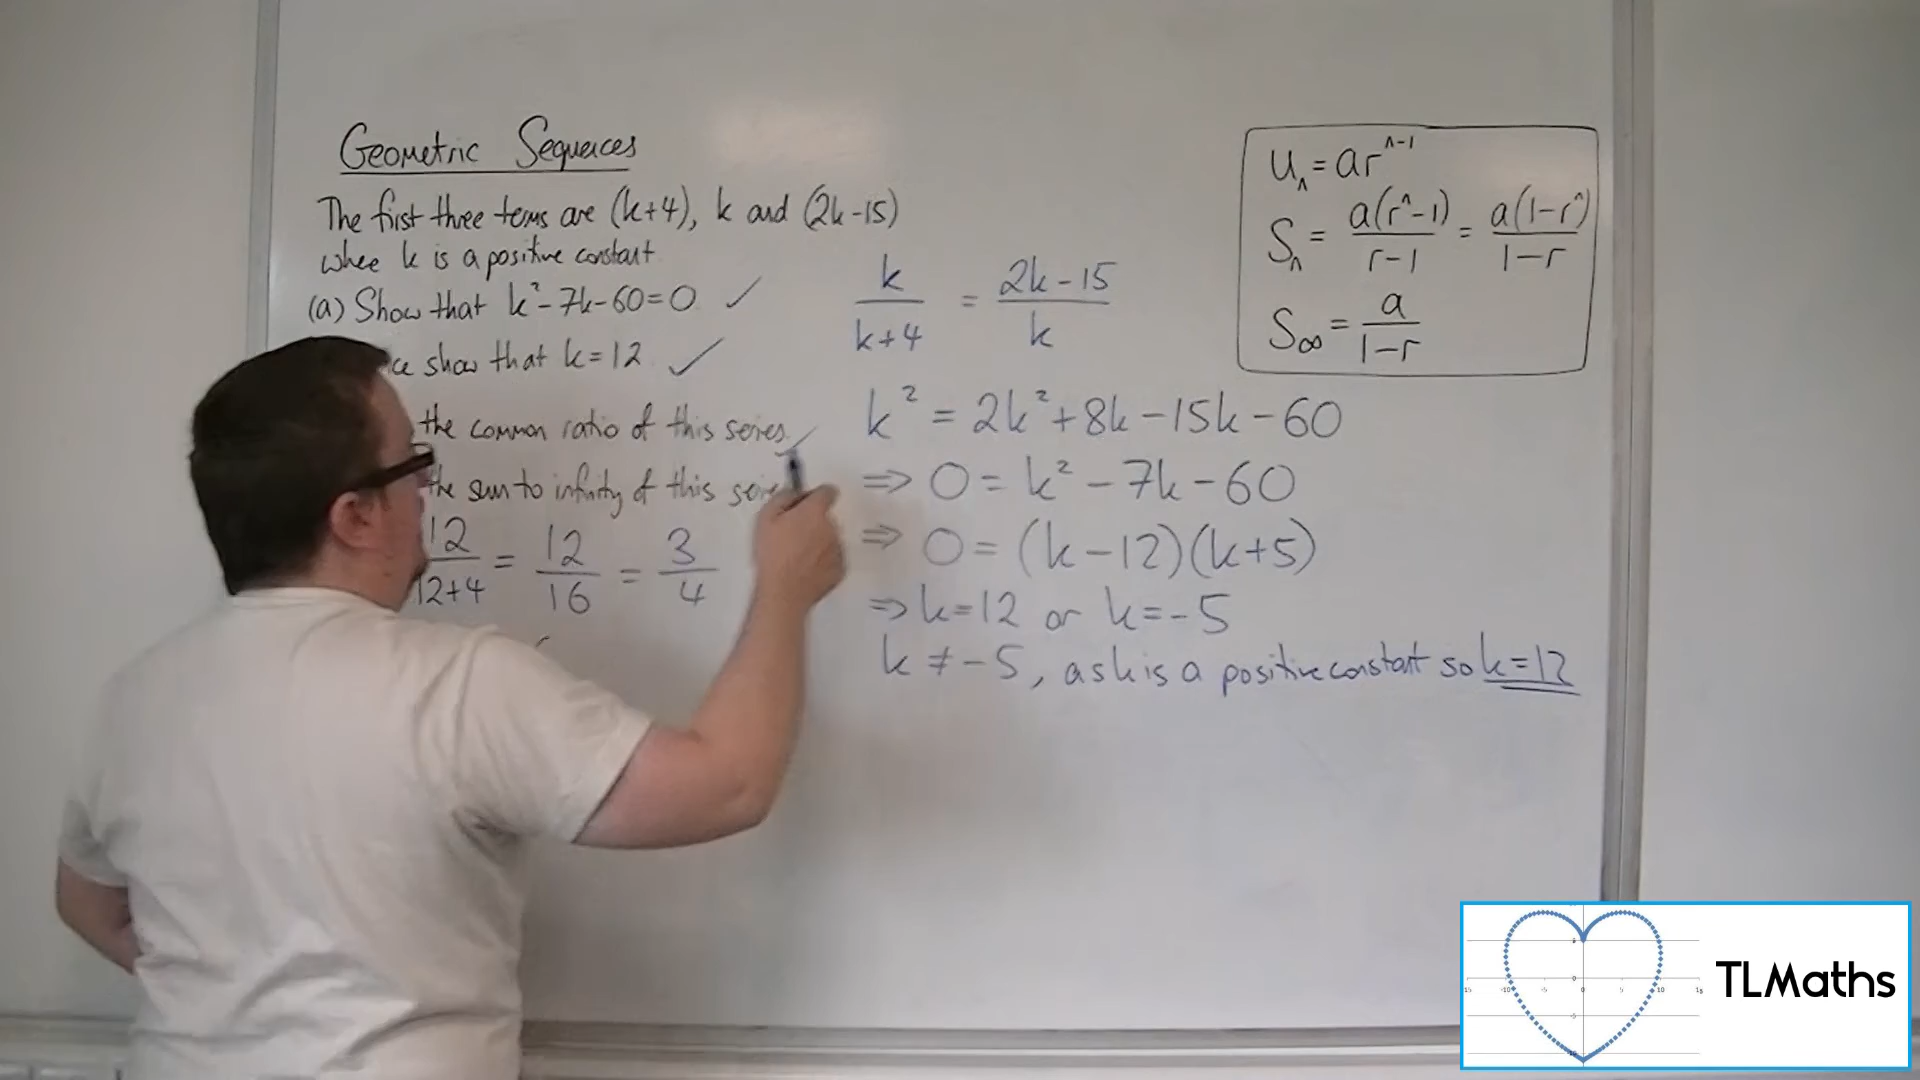 Geometric Sequences
The first three terms are (k+4), k and (2k-15)
where k is a positive constant
(a) Show that k²-7k-60=0 ✓
ce show that k=12 ✓
the common ratio of this series ✓
the sum to infinity of this
12/12+4 = 12/16 = 3/4
k/k+4 = 2k-15/k
k² = 2k²+8k-15k-60
⇒ 0 = k²-7k-60
⇒ 0 = (k-12)(k+5)
⇒ k=12 or k=-5
k ≠ -5, as k is a positive constant so k=12
Uₙ = arⁿ⁻¹
Sₙ = a(rⁿ-1)/r-1 = a(1-rⁿ)/1-r
S∞ = a/1-r
TLMaths